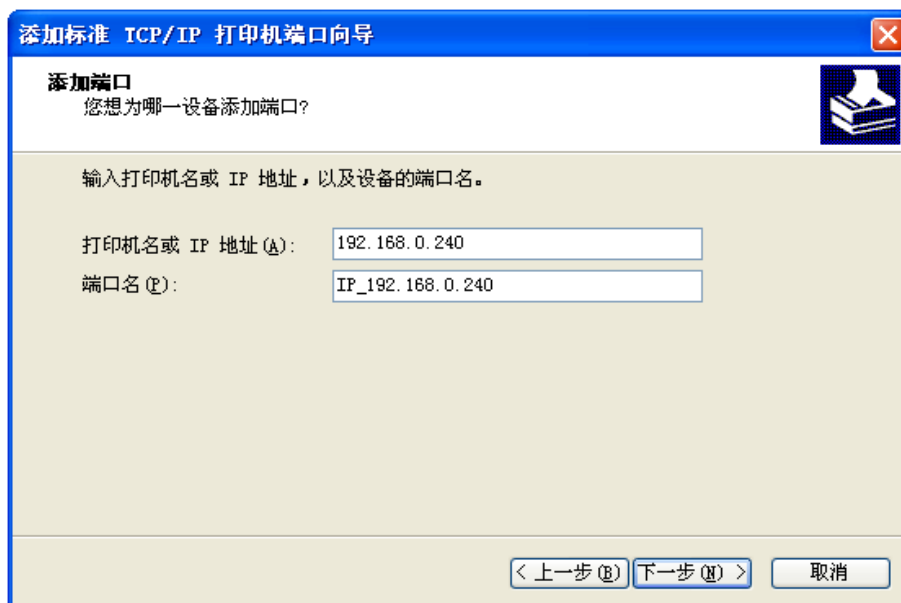 添加标准 TCP/IP 打印机端口向导
添加端口
您想为哪一设备添加端口?
输入打印机名或 IP 地址，以及设备的端口名。
打印机名或 IP 地址(A): 192.168.0.240
端口名(P): IP_192.168.0.240
< 上一步(B) 下一步(N) > 取消